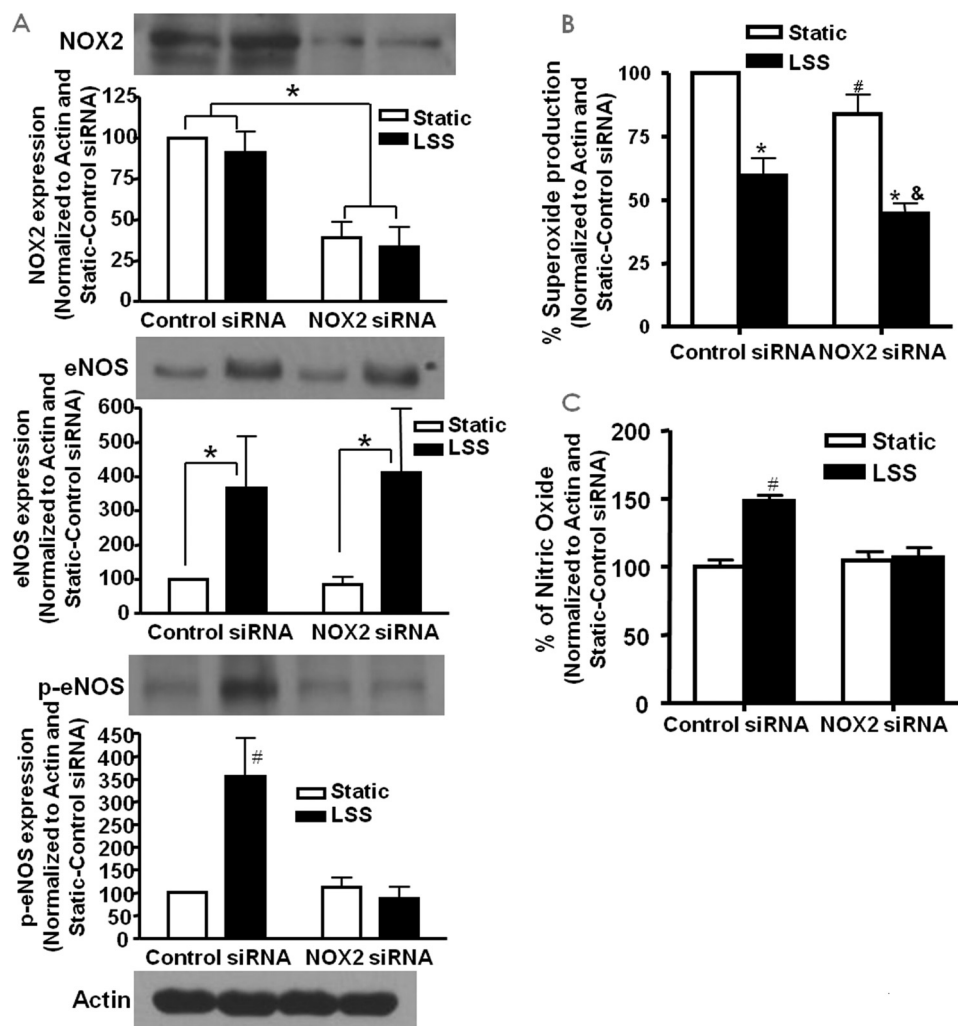 A
NOX2
NOX2 expression
(Normalized to Actin and
Static-Control siRNA)
125
100
75
50
25
0
*
Static
LSS
Control siRNA NOX2 siRNA
eNOS
eNOS expression
(Normalized to Actin and
Static-Control siRNA)
600
500
400
300
200
100
0
*
*
Static
LSS
Control siRNA NOX2 siRNA
p-eNOS
p-eNOS expression
(Normalized to Actin and
Static-Control siRNA)
450
400
350
300
250
200
150
100
50
0
#
Static
LSS
Control siRNA NOX2 siRNA
Actin
B
% Superoxide production
(Normalized to Actin and
Static-Control siRNA)
100
75
50
25
0
Static
LSS
*
#
* &
Control siRNA NOX2 siRNA
C
% of Nitric Oxide
(Normalized to Actin and
Static-Control siRNA)
200
150
100
50
0
Static
LSS
#
Control siRNA NOX2 siRNA